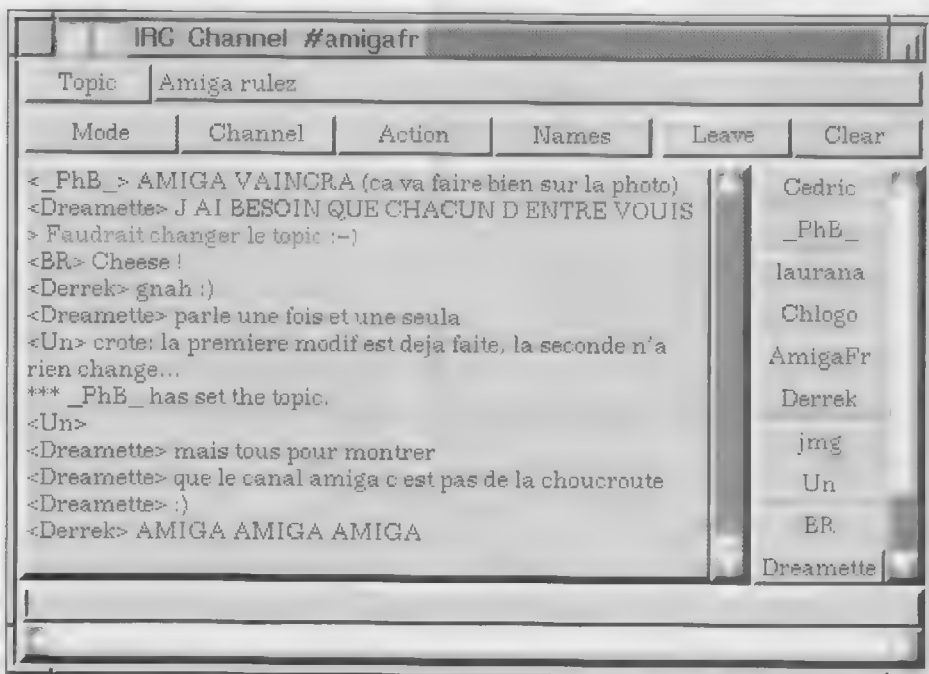 IRC Channel #amigafr
Topic Amiga rulez
Mode Channel Action Names Leave Clear
<_PhB_> AMIGA VAINCRA (ca va faire bien sur la photo)
<Dreamette> J AI BESOIN QUE CHACUN D ENTRE VOUIS
> Faudrait changer le topic :-)
<BR> Cheese !
<Derrek> gnah :)
<Dreamette> parle une fois et une seula
<Un> crote: la premiere modif est deja faite, la seconde n'a
rien change...
*** _PhB_ has set the topic.
<Un>
<Dreamette> mais tous pour montrer
<Dreamette> que le canal amiga c est pas de la choucroute
<Dreamette> :)
<Derrek> AMIGA AMIGA AMIGA
Cedric
_PhB_
laurana
Chlogo
AmigaFr
Derrek
jmg
Un
BR
Dreamette